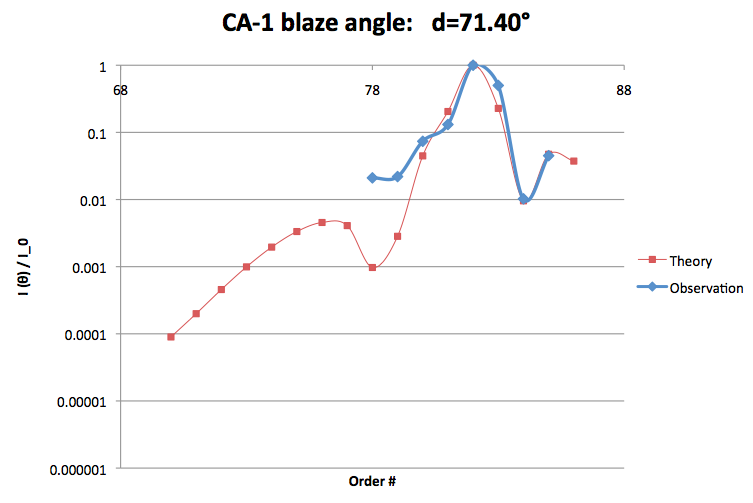 CA-1 blaze angle: d=71.40°
1
68
78
88
0.1
0.01
0.001
0.0001
0.00001
0.000001
I (θ) / I_0
Order #
Theory
Observation